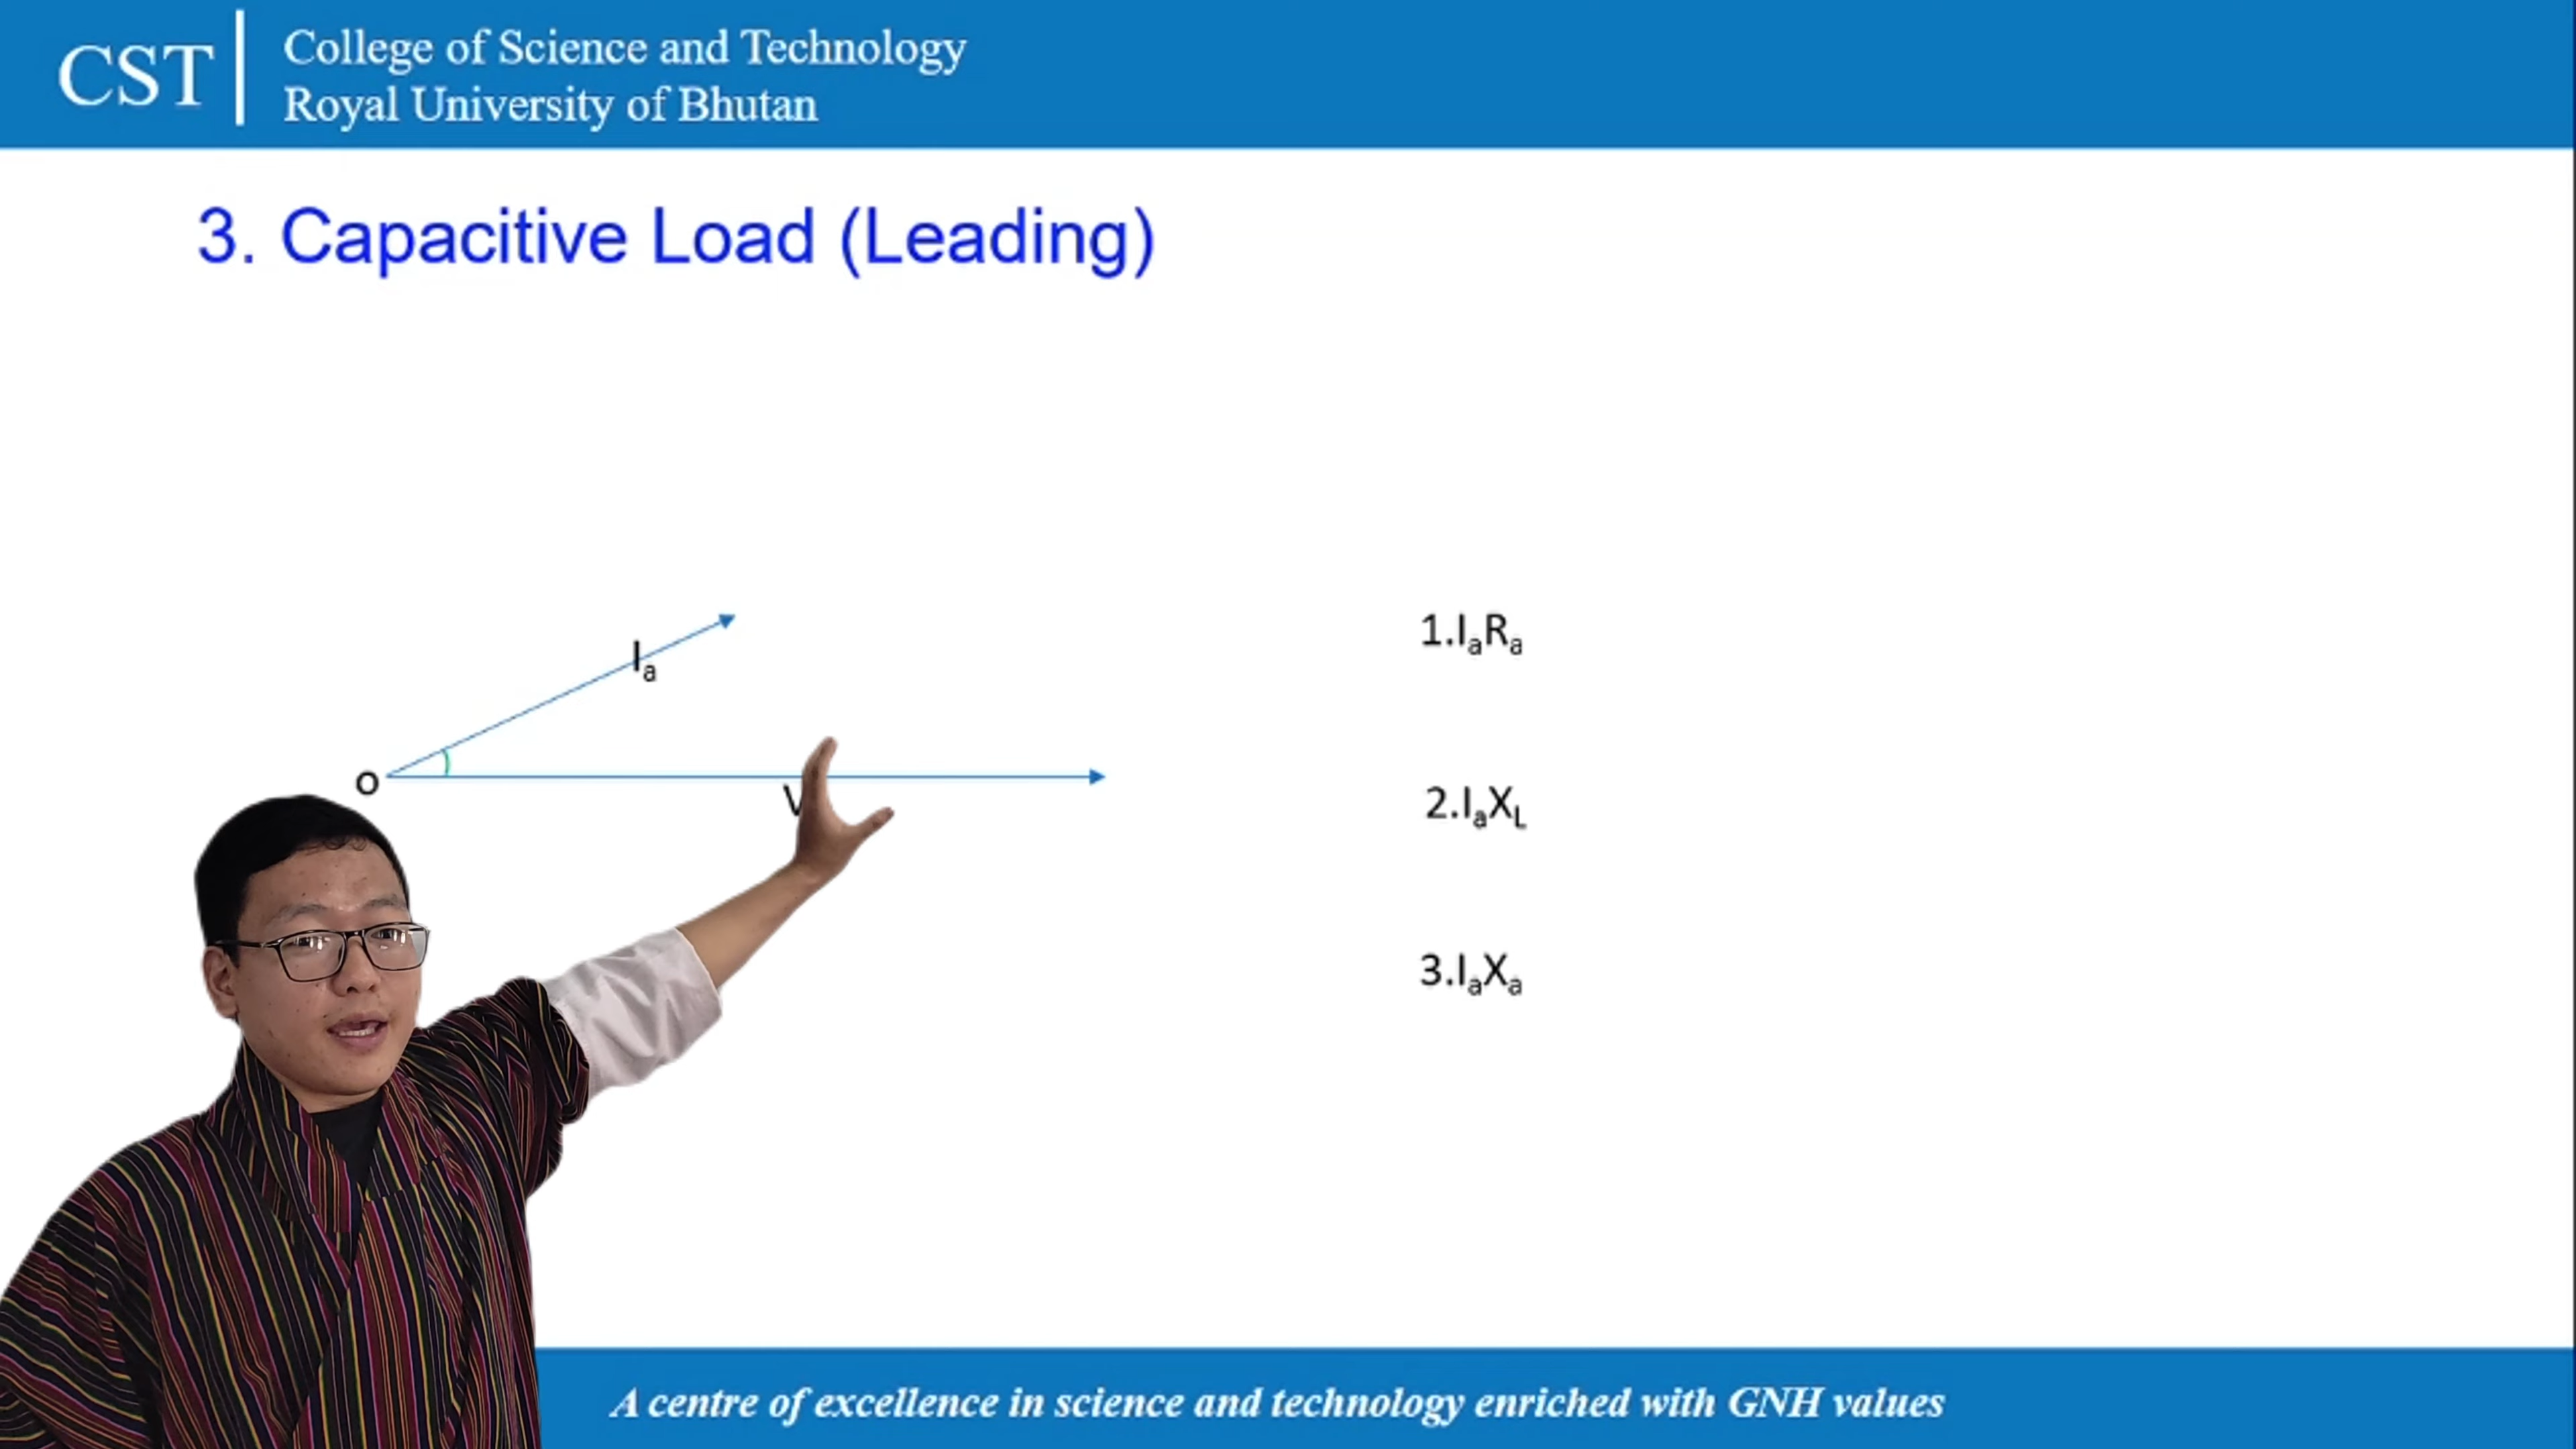 CST
College of Science and Technology
Royal University of Bhutan
3. Capacitive Load (Leading)
Iₐ
O
V
1.IₐRₐ
2.IₐX_L
3.IₐXₐ
A centre of excellence in science and technology enriched with GNH values